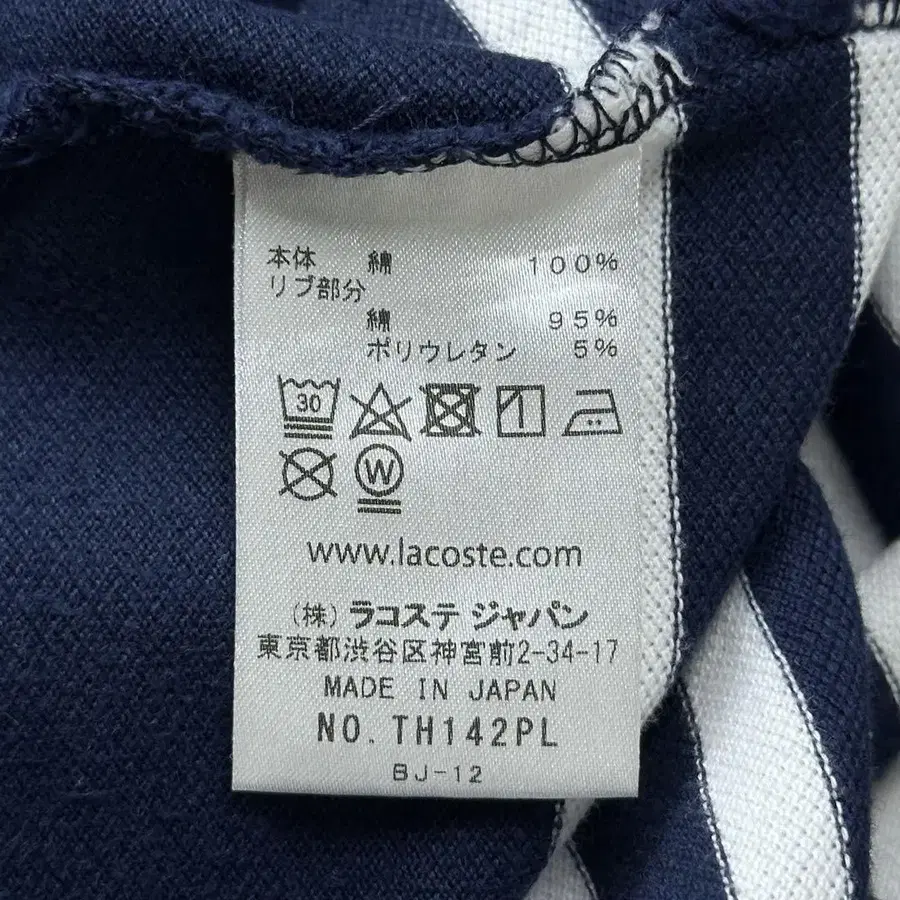 本体 綿 100%
リブ部分
綿 95%
ポリウレタン 5%
30
W
www.lacoste.com
(株)ラコステ ジャパン
東京都渋谷区神宮前2-34-17
MADE IN JAPAN
NO. TH142PL
BJ-12